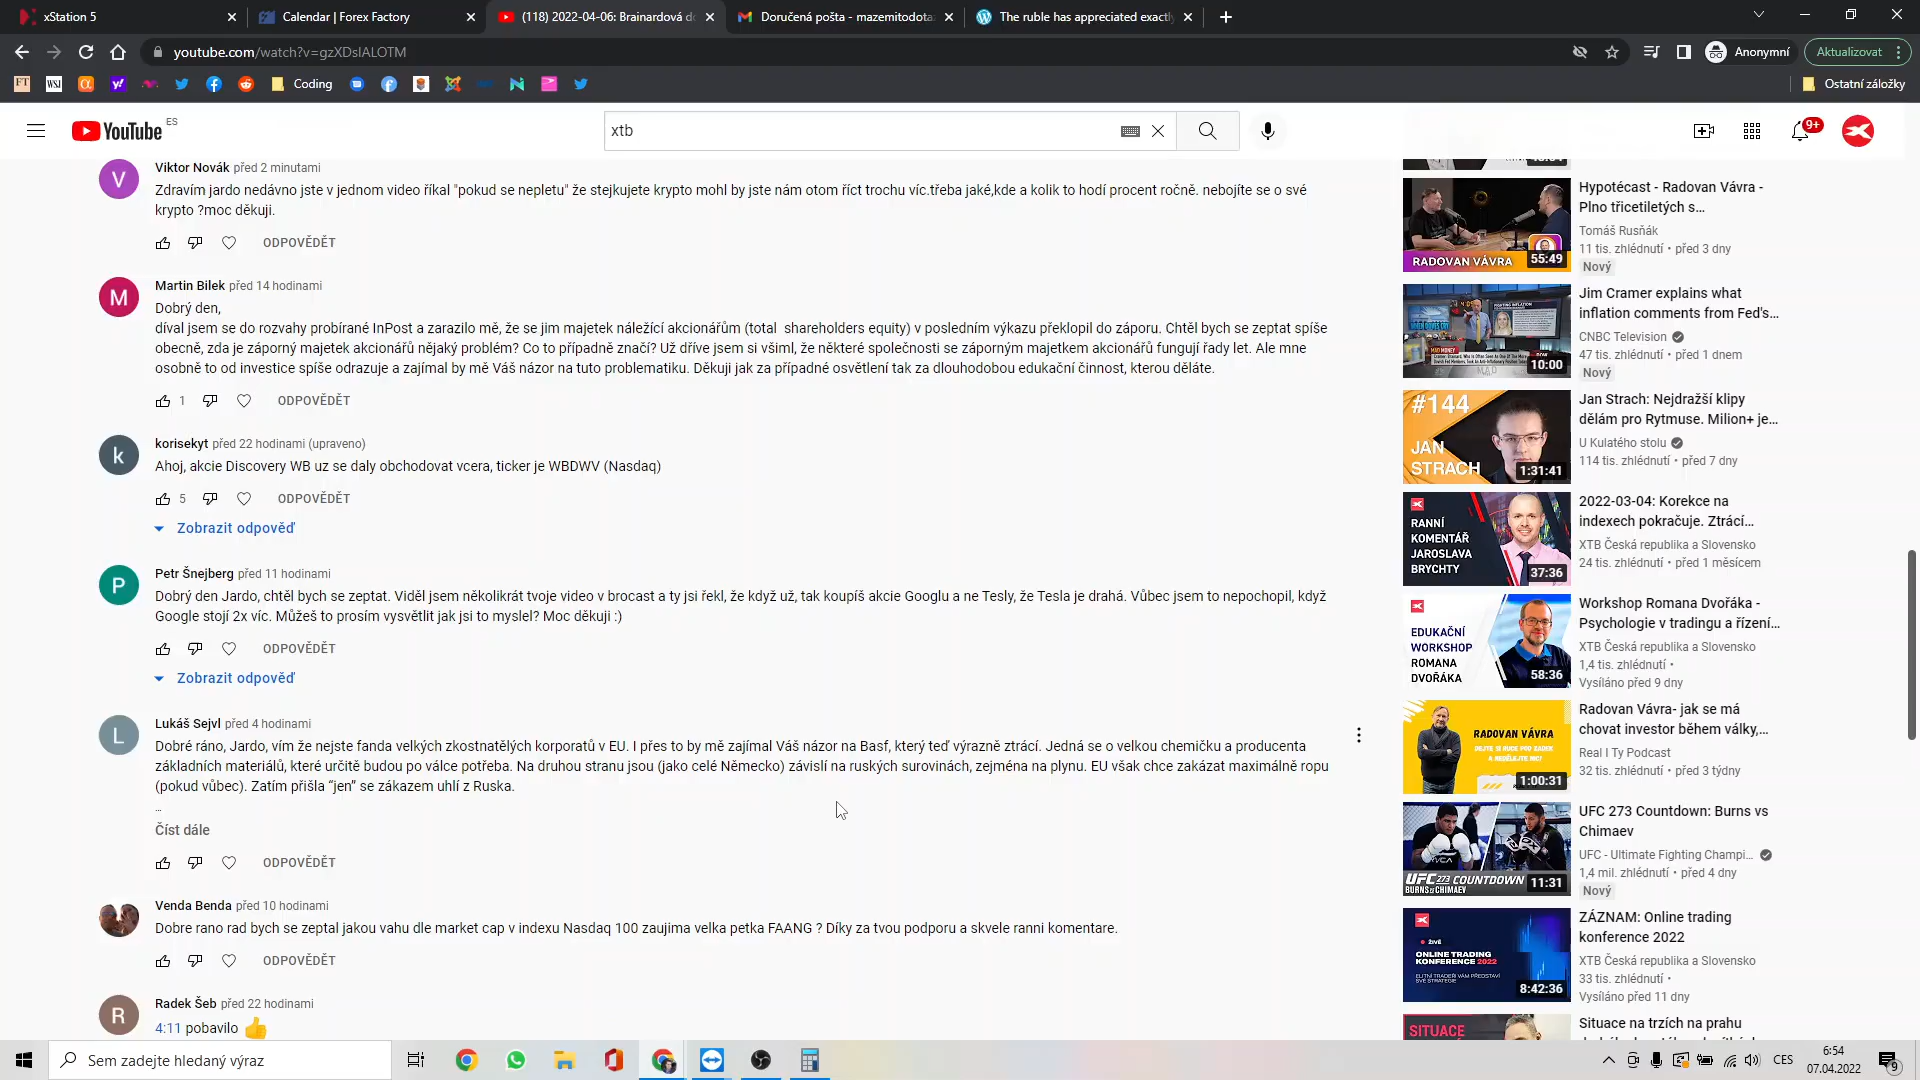 xStation 5
Calendar | Forex Factory
(118) 2022-04-06: Brainardová do
Doručená pošta - mazemitodotaz
The ruble has appreciated exactly
youtube.com/watch?v=gzXDsIALOTM
Anonymní
Aktualizovat
FT
WSJ
Coding
Ostatní záložky
YouTube
ES
xtb
9+
V
Viktor Novák před 2 minutami
Zdravím jardo nedávno jste v jednom video říkal "pokud se nepletu" že stejkujete krypto mohl by jste nám otom říct trochu víc.třeba jaké,kde a kolik to hodí procent ročně. nebojíte se o své
krypto ?moc děkuji.
ODPOVĚDĚT
M
Martin Bilek před 14 hodinami
Dobrý den,
díval jsem se do rozvahy probírané InPost a zarazilo mě, že se jim majetek náležící akcionářům (total shareholders equity) v posledním výkazu překlopil do záporu. Chtěl bych se zeptat spíše
obecně, zda je záporný majetek akcionářů nějaký problém? Co to případně značí? Už dříve jsem si všiml, že některé společnosti se záporným majetkem akcionářů fungují řady let. Ale mne
osobně to od investice spíše odrazuje a zajímal by mě Váš názor na tuto problematiku. Děkuji jak za případné osvětlení tak za dlouhodobou edukační činnost, kterou děláte.
1
ODPOVĚDĚT
k
korisekyt před 22 hodinami (upraveno)
Ahoj, akcie Discovery WB uz se daly obchodovat vcera, ticker je WBDWV (Nasdaq)
5
ODPOVĚDĚT
Zobrazit odpověď
P
Petr Šnejberg před 11 hodinami
Dobrý den Jardo, chtěl bych se zeptat. Viděl jsem několikrát tvoje video v brocast a ty jsi řekl, že když už, tak koupíš akcie Googlu a ne Tesly, že Tesla je drahá. Vůbec jsem to nepochopil, když
Google stojí 2x víc. Můžeš to prosím vysvětlit jak jsi to myslel? Moc děkuji :)
ODPOVĚDĚT
Zobrazit odpověď
L
Lukáš Sejvl před 4 hodinami
Dobré ráno, Jardo, vím že nejste fanda velkých zkostnatělých korporatů v EU. I přes to by mě zajímal Váš názor na Basf, který teď výrazně ztrácí. Jedná se o velkou chemičku a producenta
základních materiálů, které určitě budou po válce potřeba. Na druhou stranu jsou (jako celé Německo) závislí na ruských surovinách, zejména na plynu. EU však chce zakázat maximálně ropu
(pokud vůbec). Zatím přišla “jen” se zákazem uhlí z Ruska.
...
Číst dále
ODPOVĚDĚT
Venda Benda před 10 hodinami
Dobre rano rad bych se zeptal jakou vahu dle market cap v indexu Nasdaq 100 zaujima velka petka FAANG ? Díky za tvou podporu a skvele ranni komentare.
ODPOVĚDĚT
R
Radek Šeb před 22 hodinami
4:11 pobavilo
RADOVAN VÁVRA
55:49
Hypotécast - Radovan Vávra -
Plno třicetiletých s...
Tomáš Rusňák
11 tis. zhlédnutí • před 3 dny
Nový
10:00
Jim Cramer explains what
inflation comments from Fed's...
CNBC Television
47 tis. zhlédnutí • před 1 dnem
Nový
#144
JAN
STRACH
1:31:41
Jan Strach: Nejdražší klipy
dělám pro Rytmuse. Milion+ je...
U Kulatého stolu
114 tis. zhlédnutí • před 7 dny
RANNÍ
KOMENTÁŘ
JAROSLAVA
BRYCHTY
37:36
2022-03-04: Korekce na
indexech pokračuje. Ztrácí...
XTB Česká republika a Slovensko
24 tis. zhlédnutí • před 1 měsícem
EDUKAČNÍ
WORKSHOP
ROMANA
DVOŘÁKA
58:36
Workshop Romana Dvořáka -
Psychologie v tradingu a řízení...
XTB Česká republika a Slovensko
1,4 tis. zhlédnutí •
Vysíláno před 9 dny
RADOVAN VÁVRA
1:00:31
Radovan Vávra- jak se má
chovat investor během války,...
Real I Ty Podcast
32 tis. zhlédnutí • před 3 týdny
UFC 273 COUNTDOWN
BURNS vs CHIMAEV
11:31
UFC 273 Countdown: Burns vs
Chimaev
UFC - Ultimate Fighting Champi...
1,4 mil. zhlédnutí • před 4 dny
Nový
ŽIVĚ
ONLINE TRADING
KONFERENCE 2022
8:42:36
ZÁZNAM: Online trading
konference 2022
XTB Česká republika a Slovensko
33 tis. zhlédnutí •
Vysíláno před 11 dny
SITUACE
Situace na trzích na prahu
Sem zadejte hledaný výraz
CES
6:54
07.04.2022
9